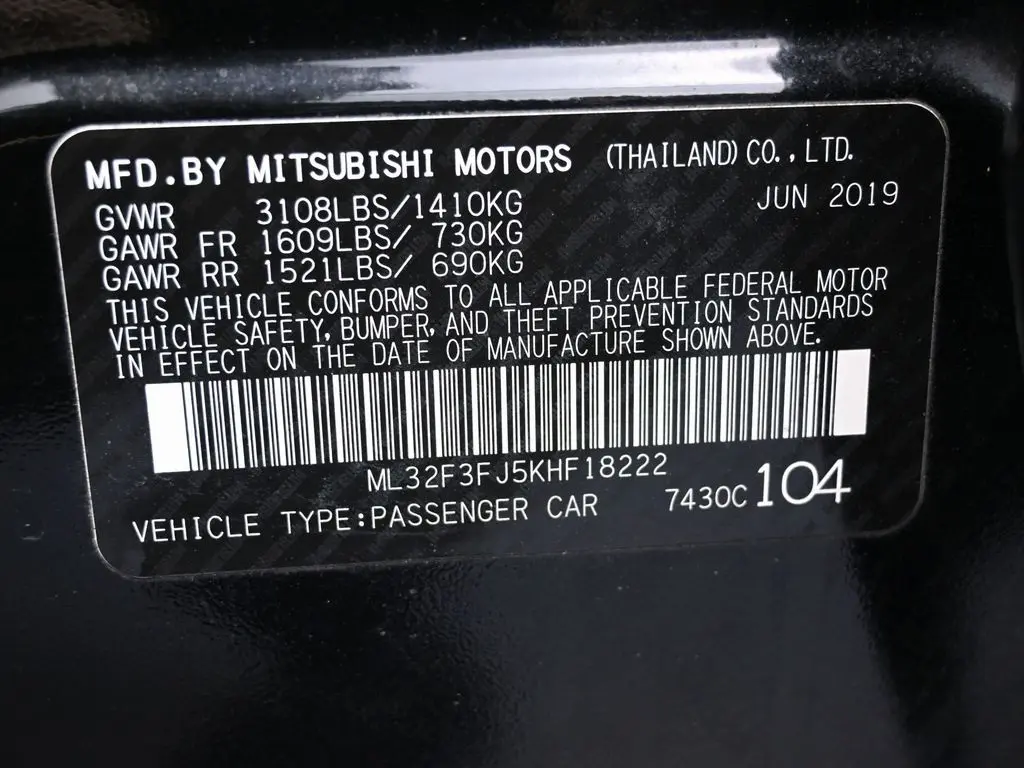 MFD.BY MITSUBISHI MOTORS (THAILAND)CO.,LTD.
GVWR 3108LBS/1410KG JUN 2019
GAWR FR 1609LBS/ 730KG
GAWR RR 1521LBS/ 690KG
THIS VEHICLE CONFORMS TO ALL APPLICABLE FEDERAL MOTOR
VEHICLE SAFETY,BUMPER,AND THEFT PREVENTION STANDARDS
IN EFFECT ON THE DATE OF MANUFACTURE SHOWN ABOVE.
ML32F3FJ5KHF18222
VEHICLE TYPE:PASSENGER CAR 7430C 104